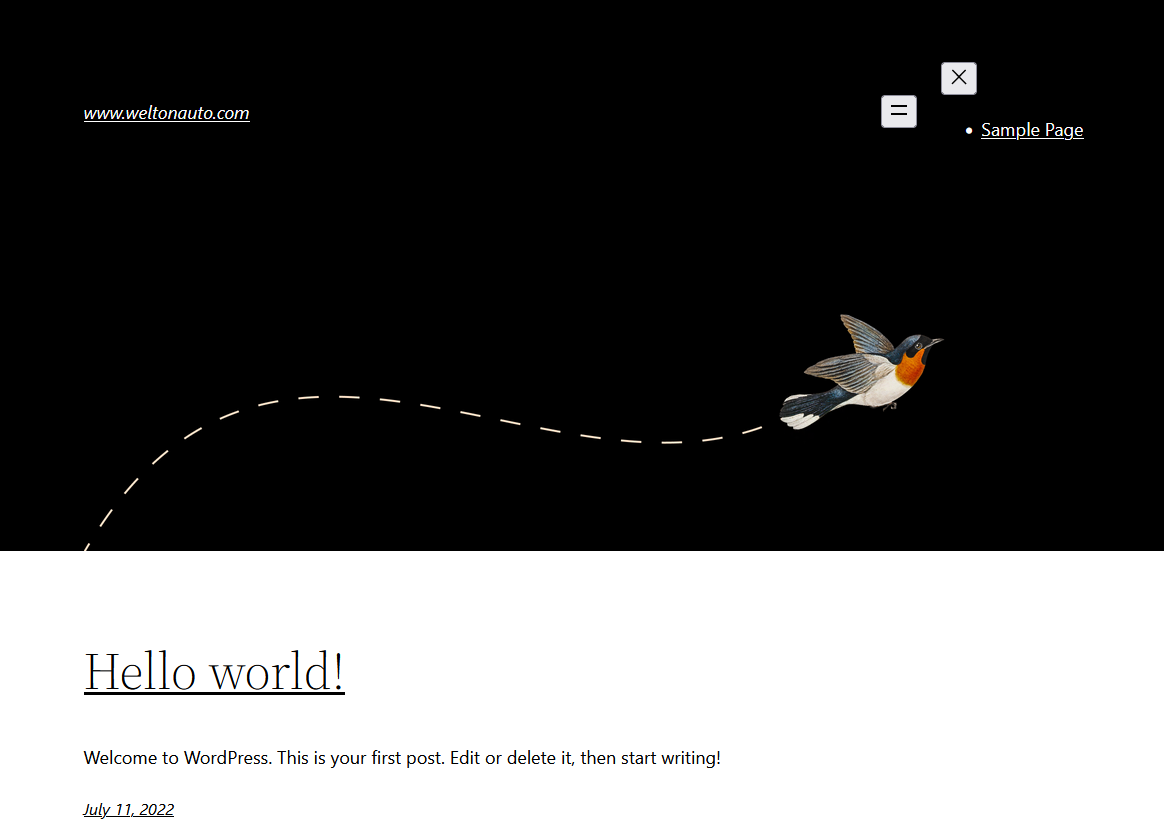 www.weltonauto.com
Sample Page
Hello world!
Welcome to WordPress. This is your first post. Edit or delete it, then start writing!
July 11, 2022